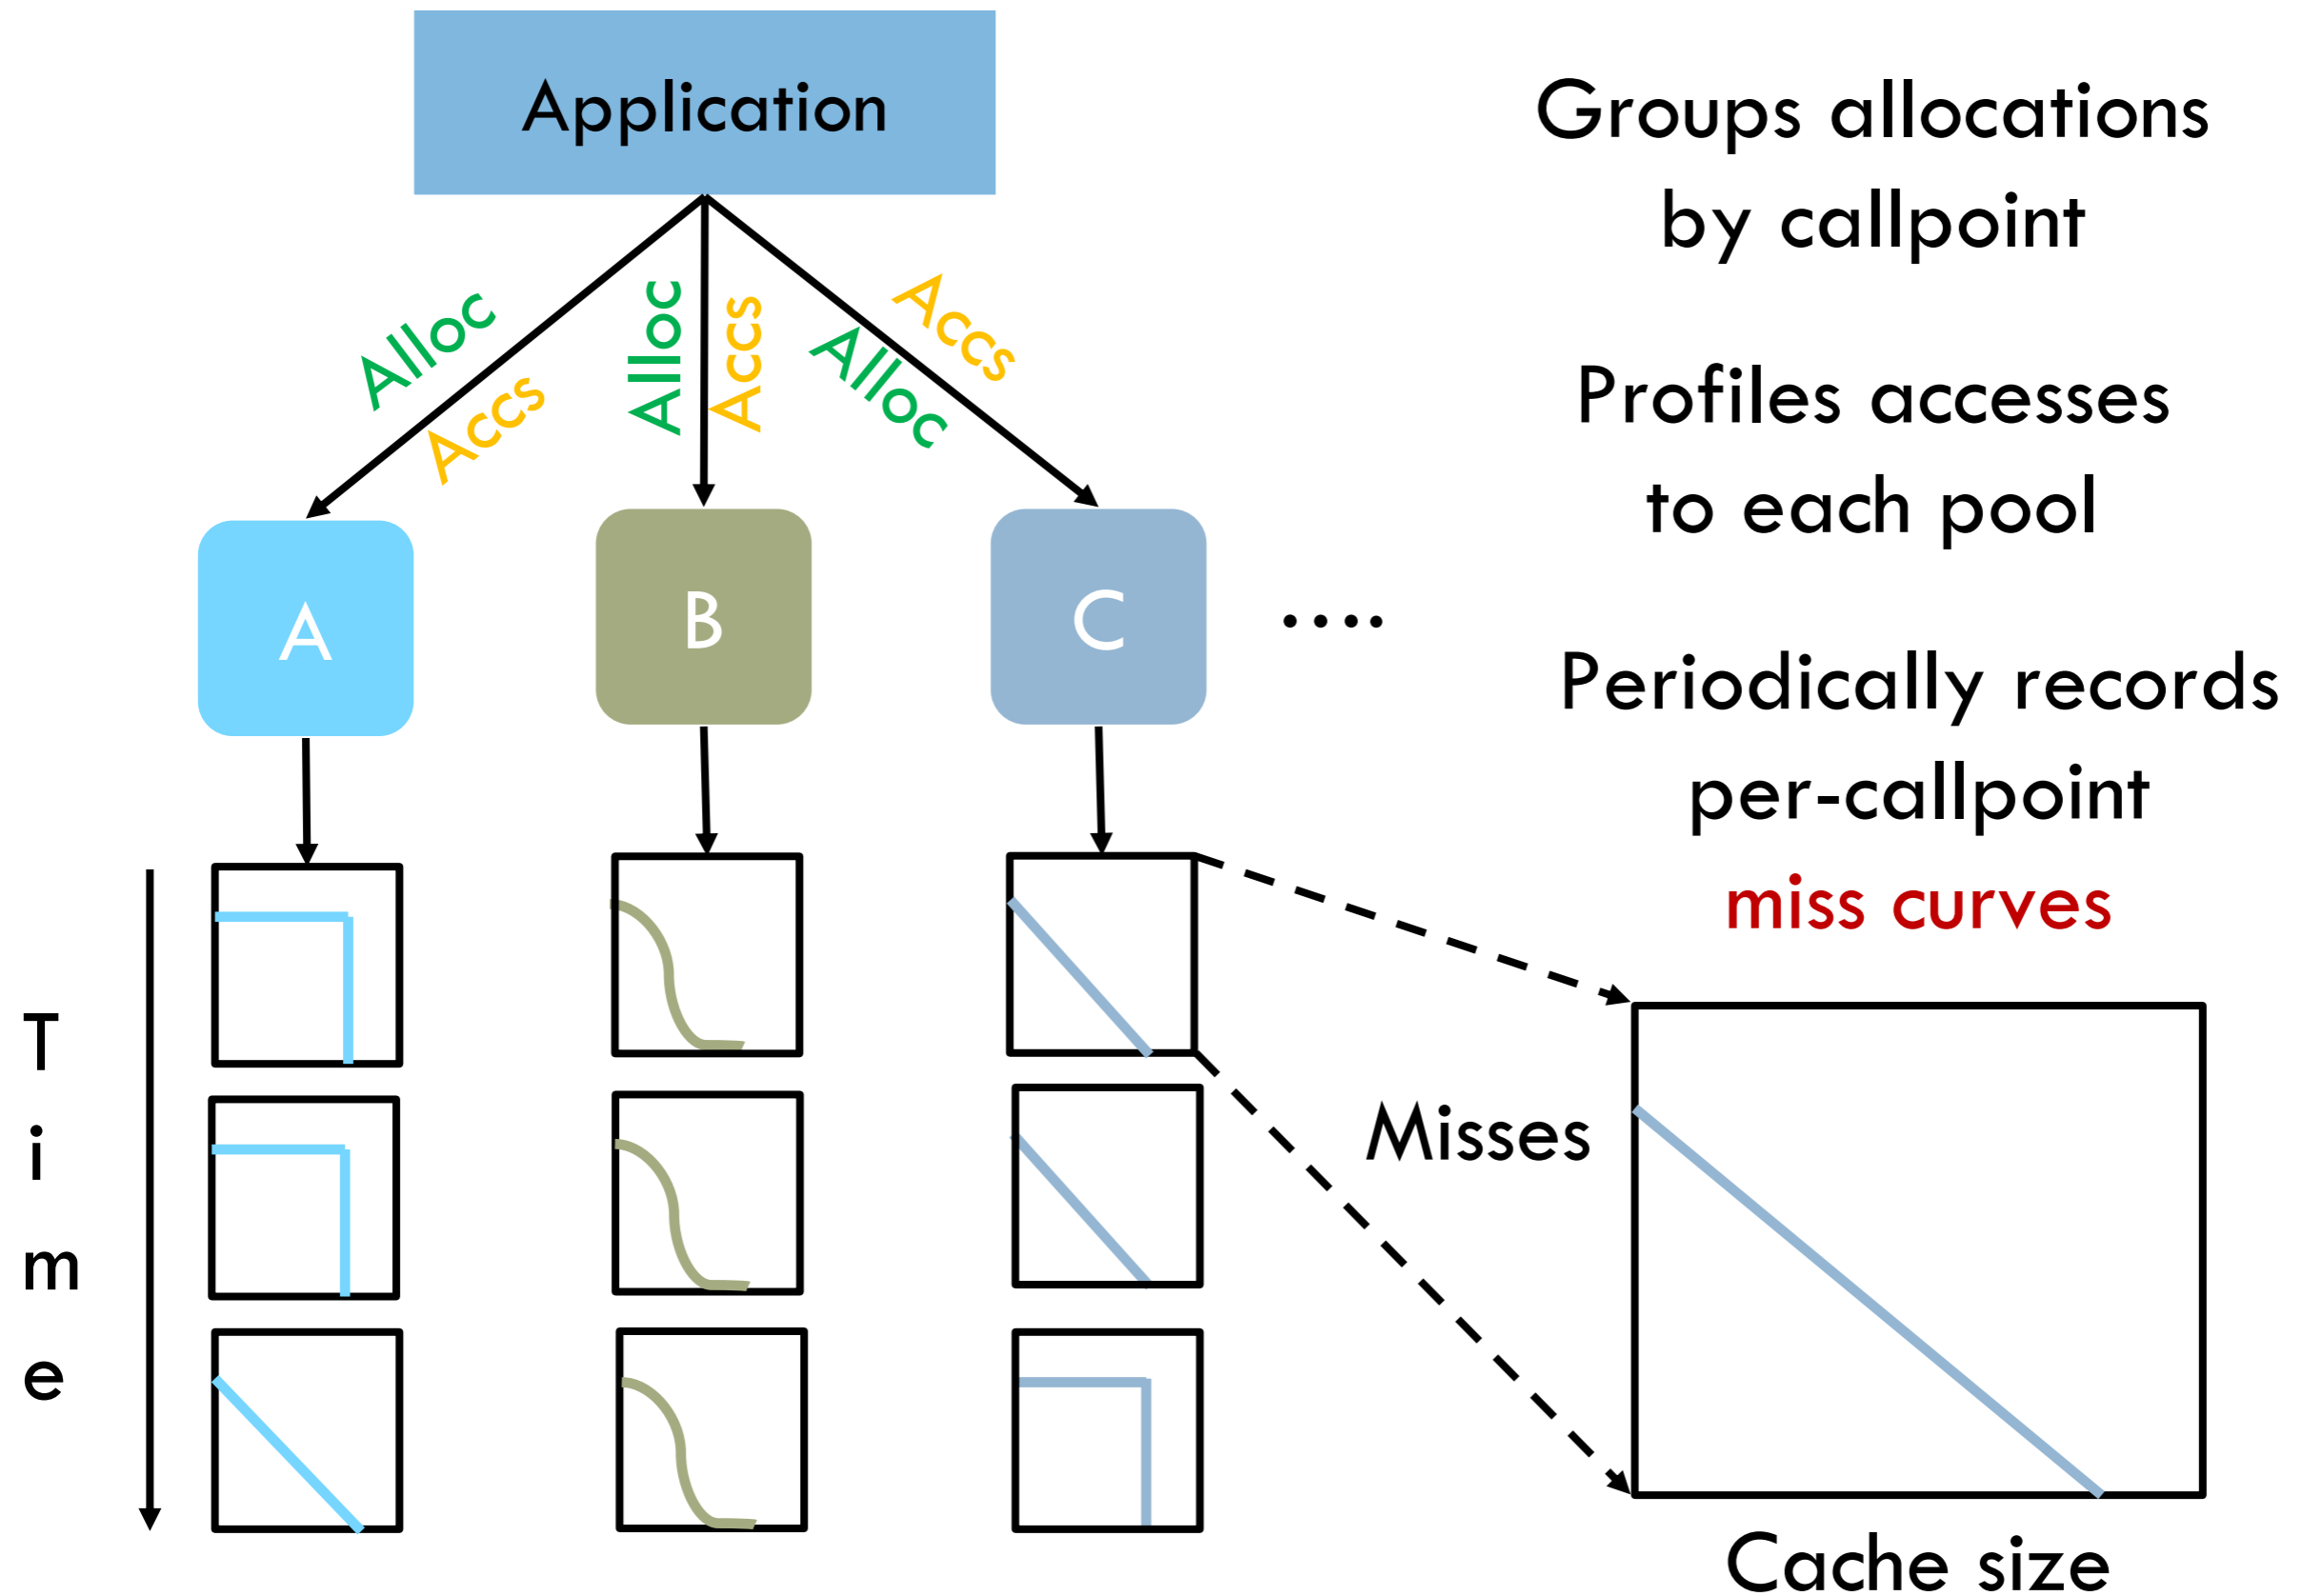 Application
Groups allocations
by callpoint
Alloc
Accs
Alloc
Accs
Alloc
Accs
Profiles accesses
to each pool
A
B
C
....
Periodically records
per-callpoint
miss curves
Time
Misses
Cache size